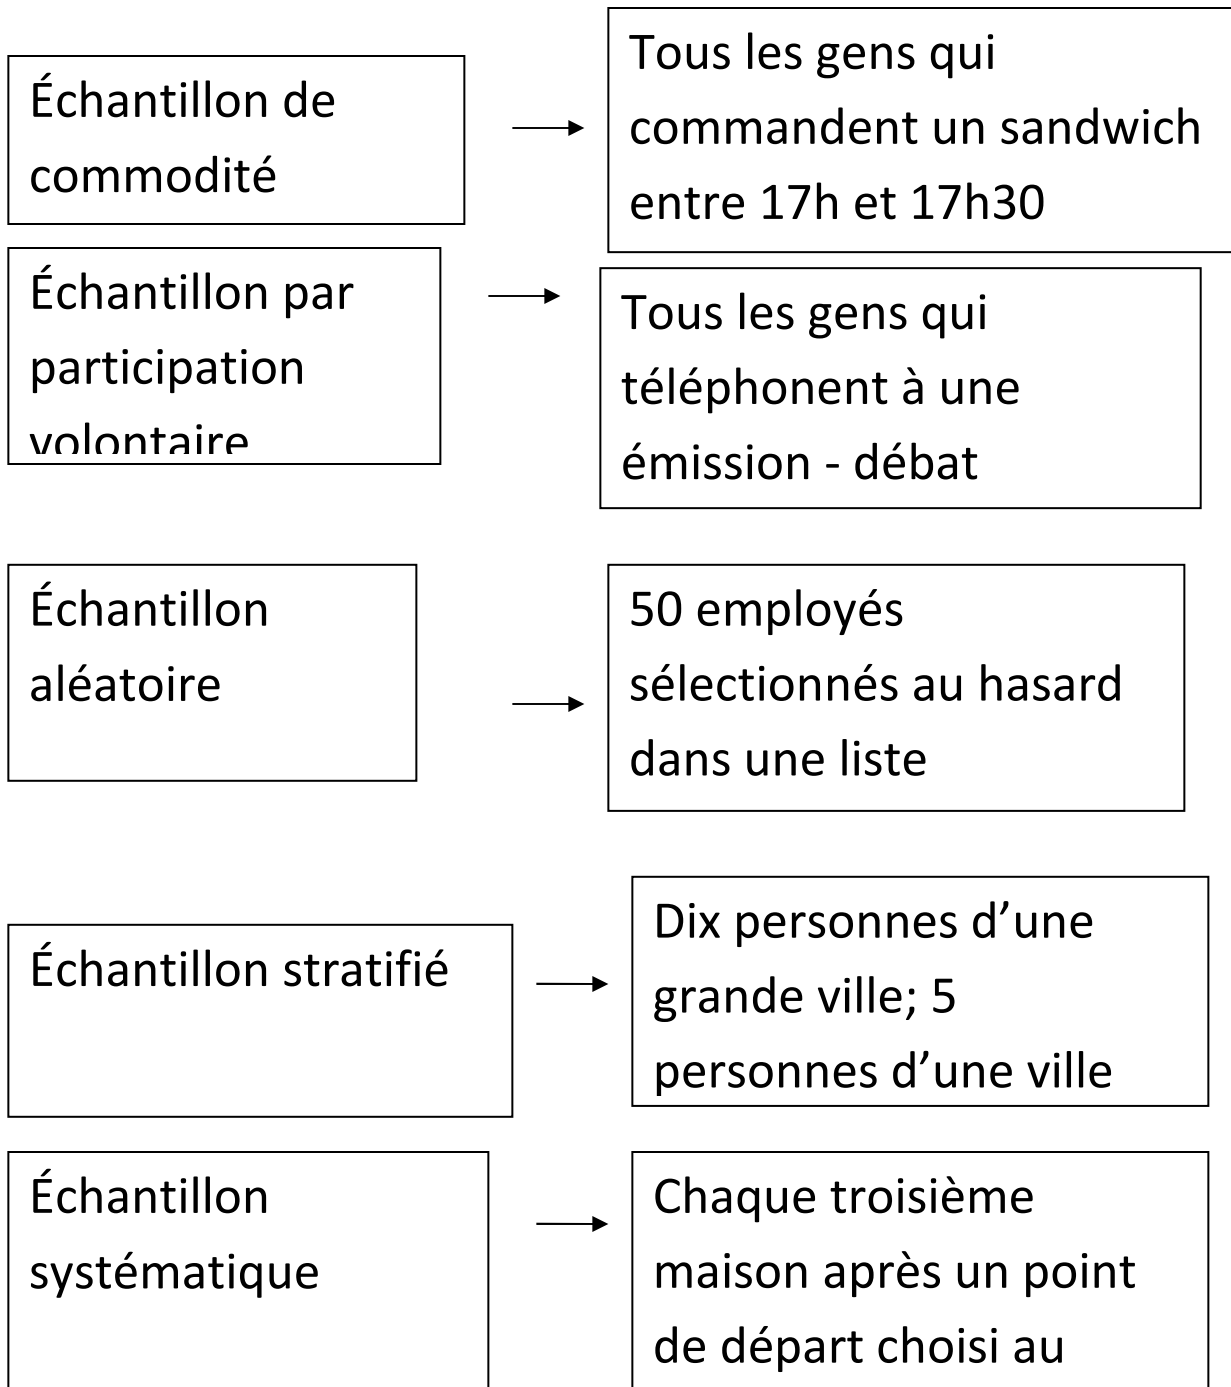 Échantillon de
commodité
Tous les gens qui
commandent un sandwich
entre 17h et 17h30
Échantillon par
participation
volontaire
Tous les gens qui
téléphonent à une
émission - débat
Échantillon
aléatoire
50 employés
sélectionnés au hasard
dans une liste
Échantillon stratifié
Dix personnes d’une
grande ville; 5
personnes d’une ville
Échantillon
systématique
Chaque troisième
maison après un point
de départ choisi au